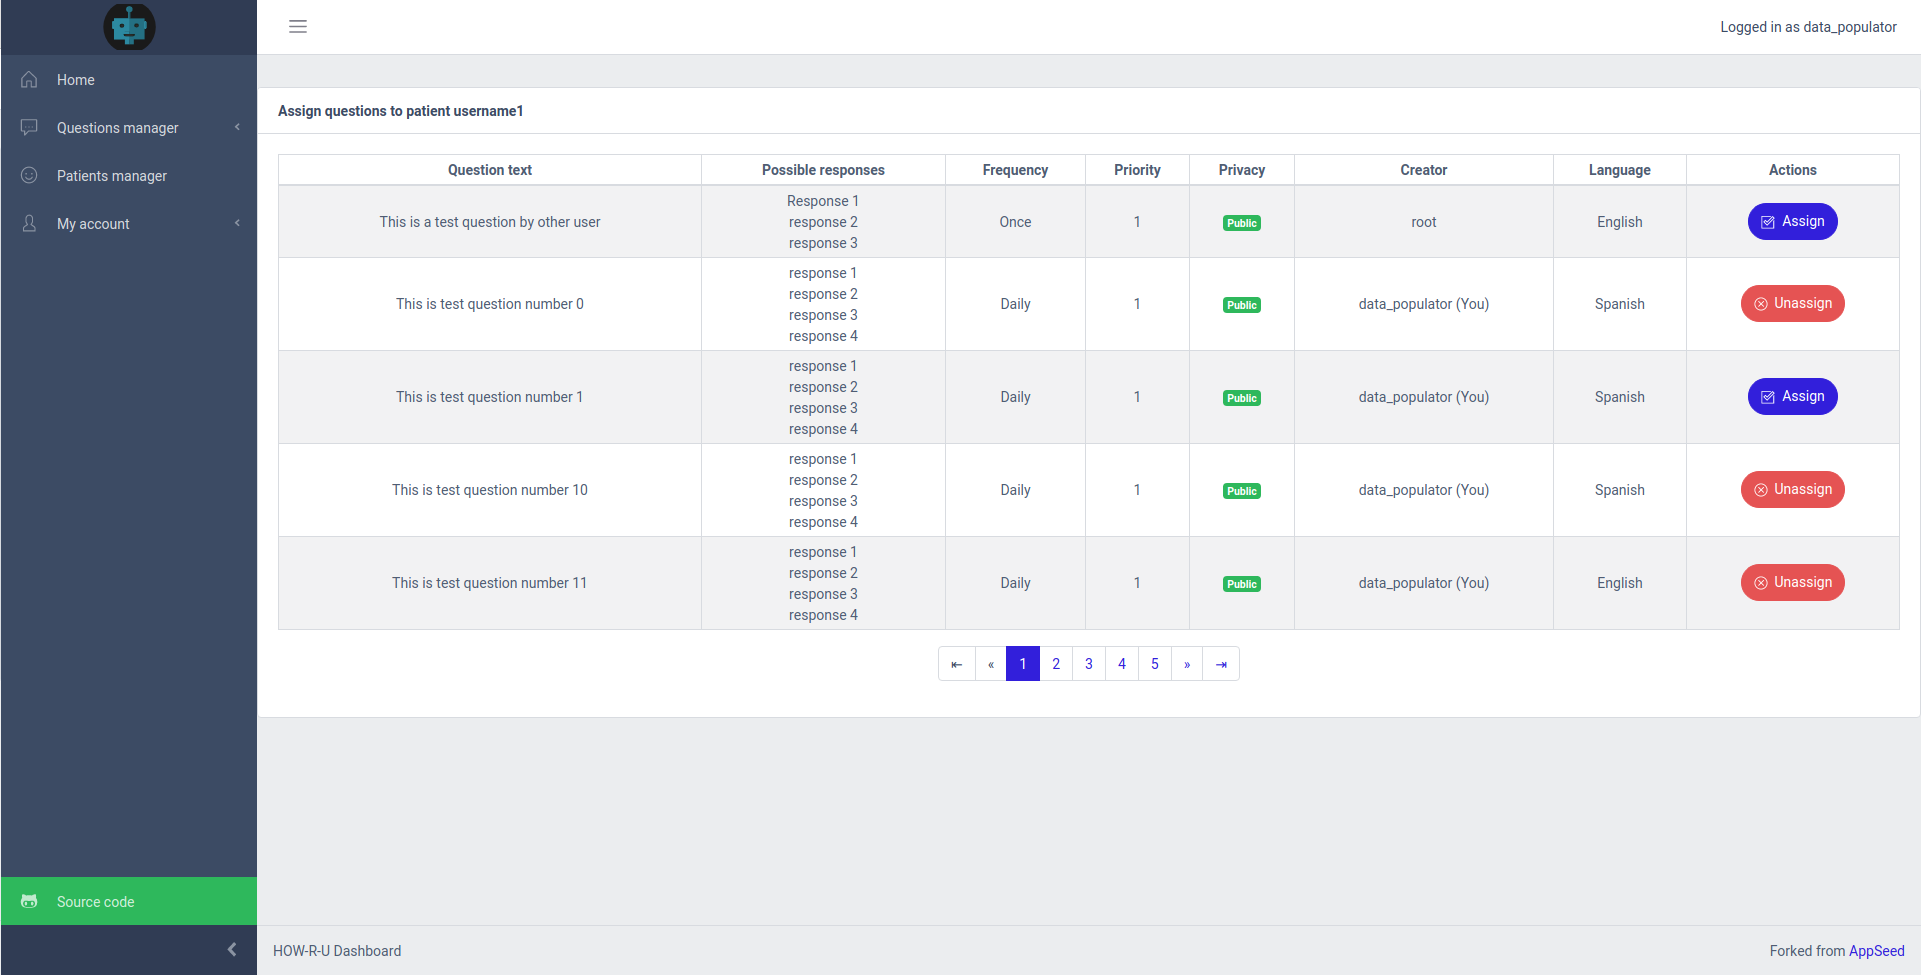 Logged in as data_populator
Home
Questions manager
Patients manager
My account
Assign questions to patient username1
Question text Possible responses Frequency Priority Privacy Creator Language Actions
Response 1
This is a test question by other user response 2 Once 1 Public root English Assign
response 3
response 1
response 2
This is test question number 0 Daily 1 Public data_populator (You) Spanish Unassign
response 3
response 4
response 1
response 2
This is test question number 1 Daily 1 Public data_populator (You) Spanish Assign
response 3
response 4
response 1
response 2
This is test question number 10 Daily 1 Public data_populator (You) Spanish Unassign
response 3
response 4
response 1
response 2
This is test question number 11 Daily 1 Public data_populator (You) English Unassign
response 3
response 4
⇤ « 1 2 3 4 5 » ⇥
Source code
HOW-R-U Dashboard
Forked from AppSeed